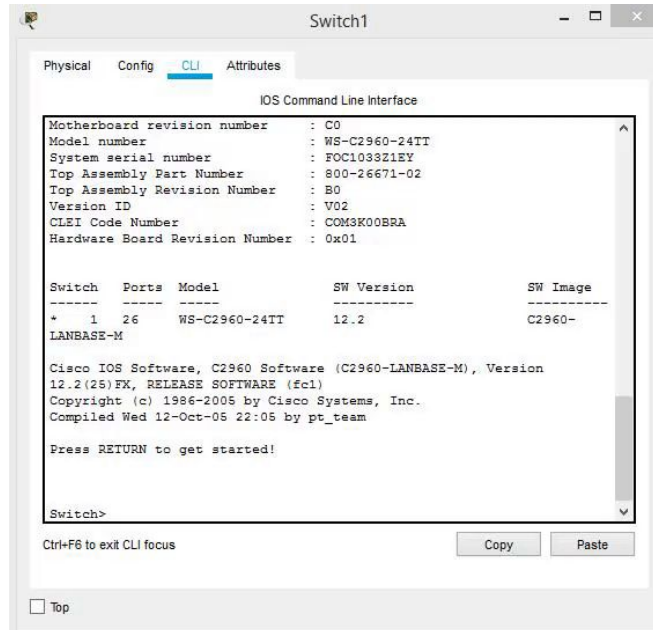 Switch1
Physical Config CLI Attributes
IOS Command Line Interface
Motherboard revision number : C0
Model number : WS-C2960-24TT
System serial number : FOC1033Z1EY
Top Assembly Part Number : 800-26671-02
Top Assembly Revision Number : B0
Version ID : V02
CLEI Code Number : COM3K00BRA
Hardware Board Revision Number : 0x01
Switch Ports Model SW Version SW Image
------ ----- ----- ---------- ----------
* 1 26 WS-C2960-24TT 12.2 C2960-
LANBASE-M
Cisco IOS Software, C2960 Software (C2960-LANBASE-M), Version
12.2(25)FX, RELEASE SOFTWARE (fc1)
Copyright (c) 1986-2005 by Cisco Systems, Inc.
Compiled Wed 12-Oct-05 22:05 by pt_team
Press RETURN to get started!
Switch>
Ctrl+F6 to exit CLI focus Copy Paste
Top